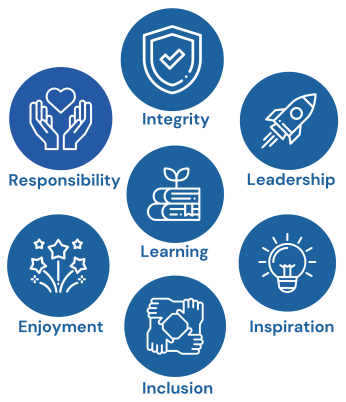 Integrity
Responsibility
Leadership
Learning
Enjoyment
Inspiration
Inclusion